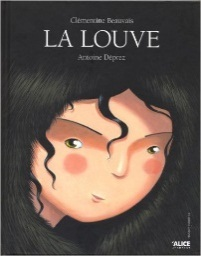 Clémentine Beauvais
LA LOUVE
Antoine Déprez
ALICE